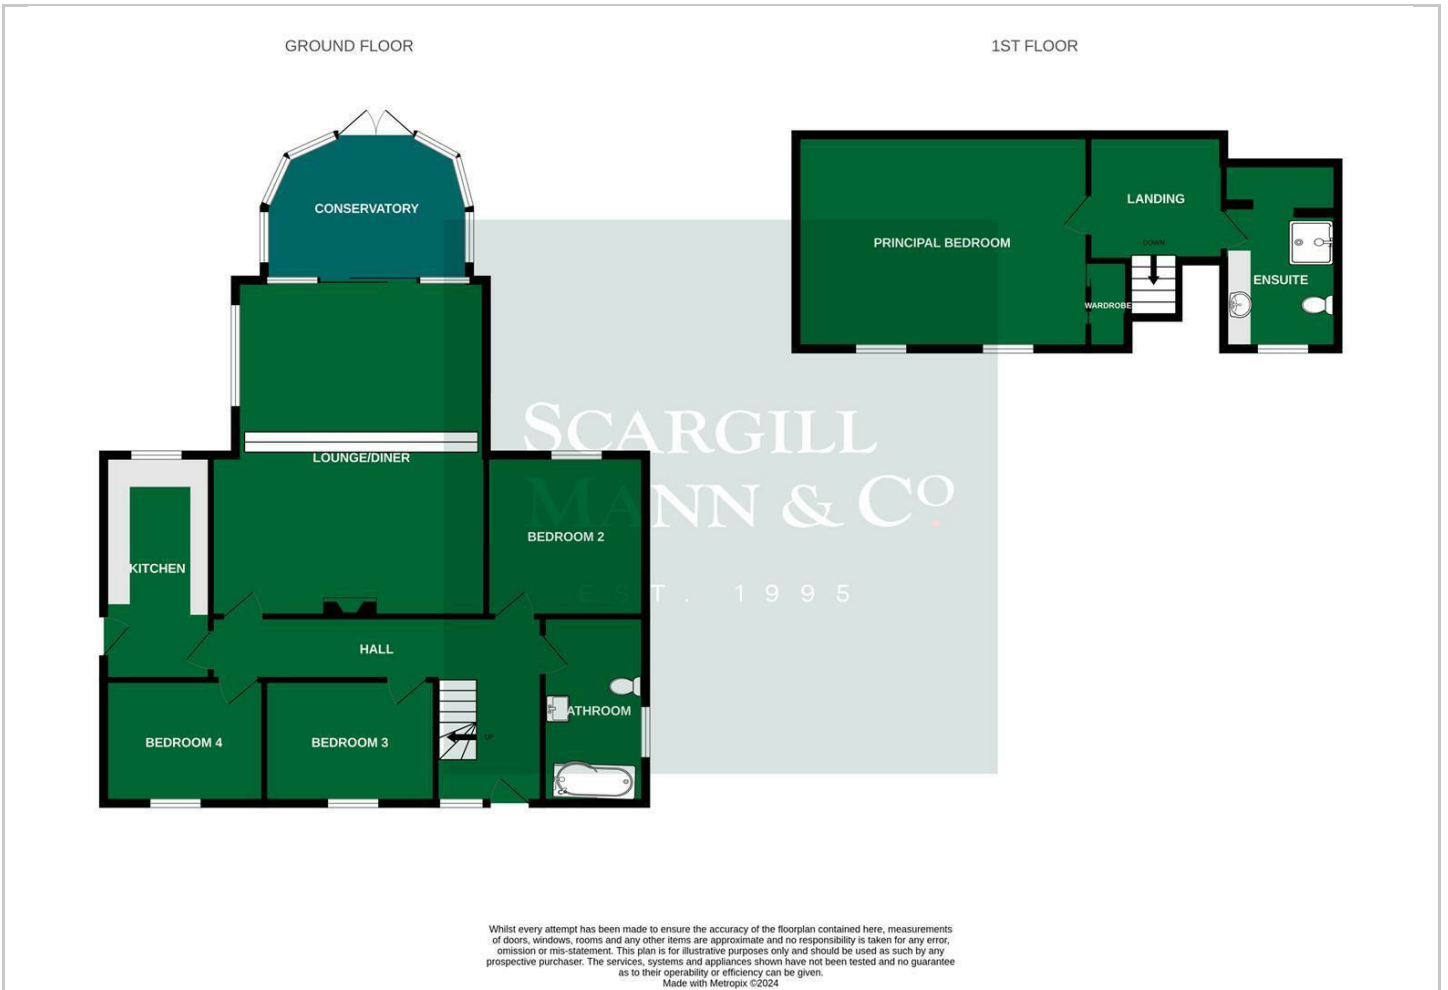 GROUND FLOOR
1ST FLOOR
CONSERVATORY
LANDING
PRINCIPAL BEDROOM
DOWN
ENSUITE
WARDROBE
SCARGILL
MANN & CO.
EST. 1995
LOUNGE/DINER
BEDROOM 2
KITCHEN
HALL
BATHROOM
UP
BEDROOM 4
BEDROOM 3
Whilst every attempt has been made to ensure the accuracy of the floorplan contained here, measurements
of doors, windows, rooms and any other items are approximate and no responsibility is taken for any error,
omission or mis-statement. This plan is for illustrative purposes only and should be used as such by any
prospective purchaser. The services, systems and appliances shown have not been tested and no guarantee
as to their operability or efficiency can be given.
Made with Metropix ©2024